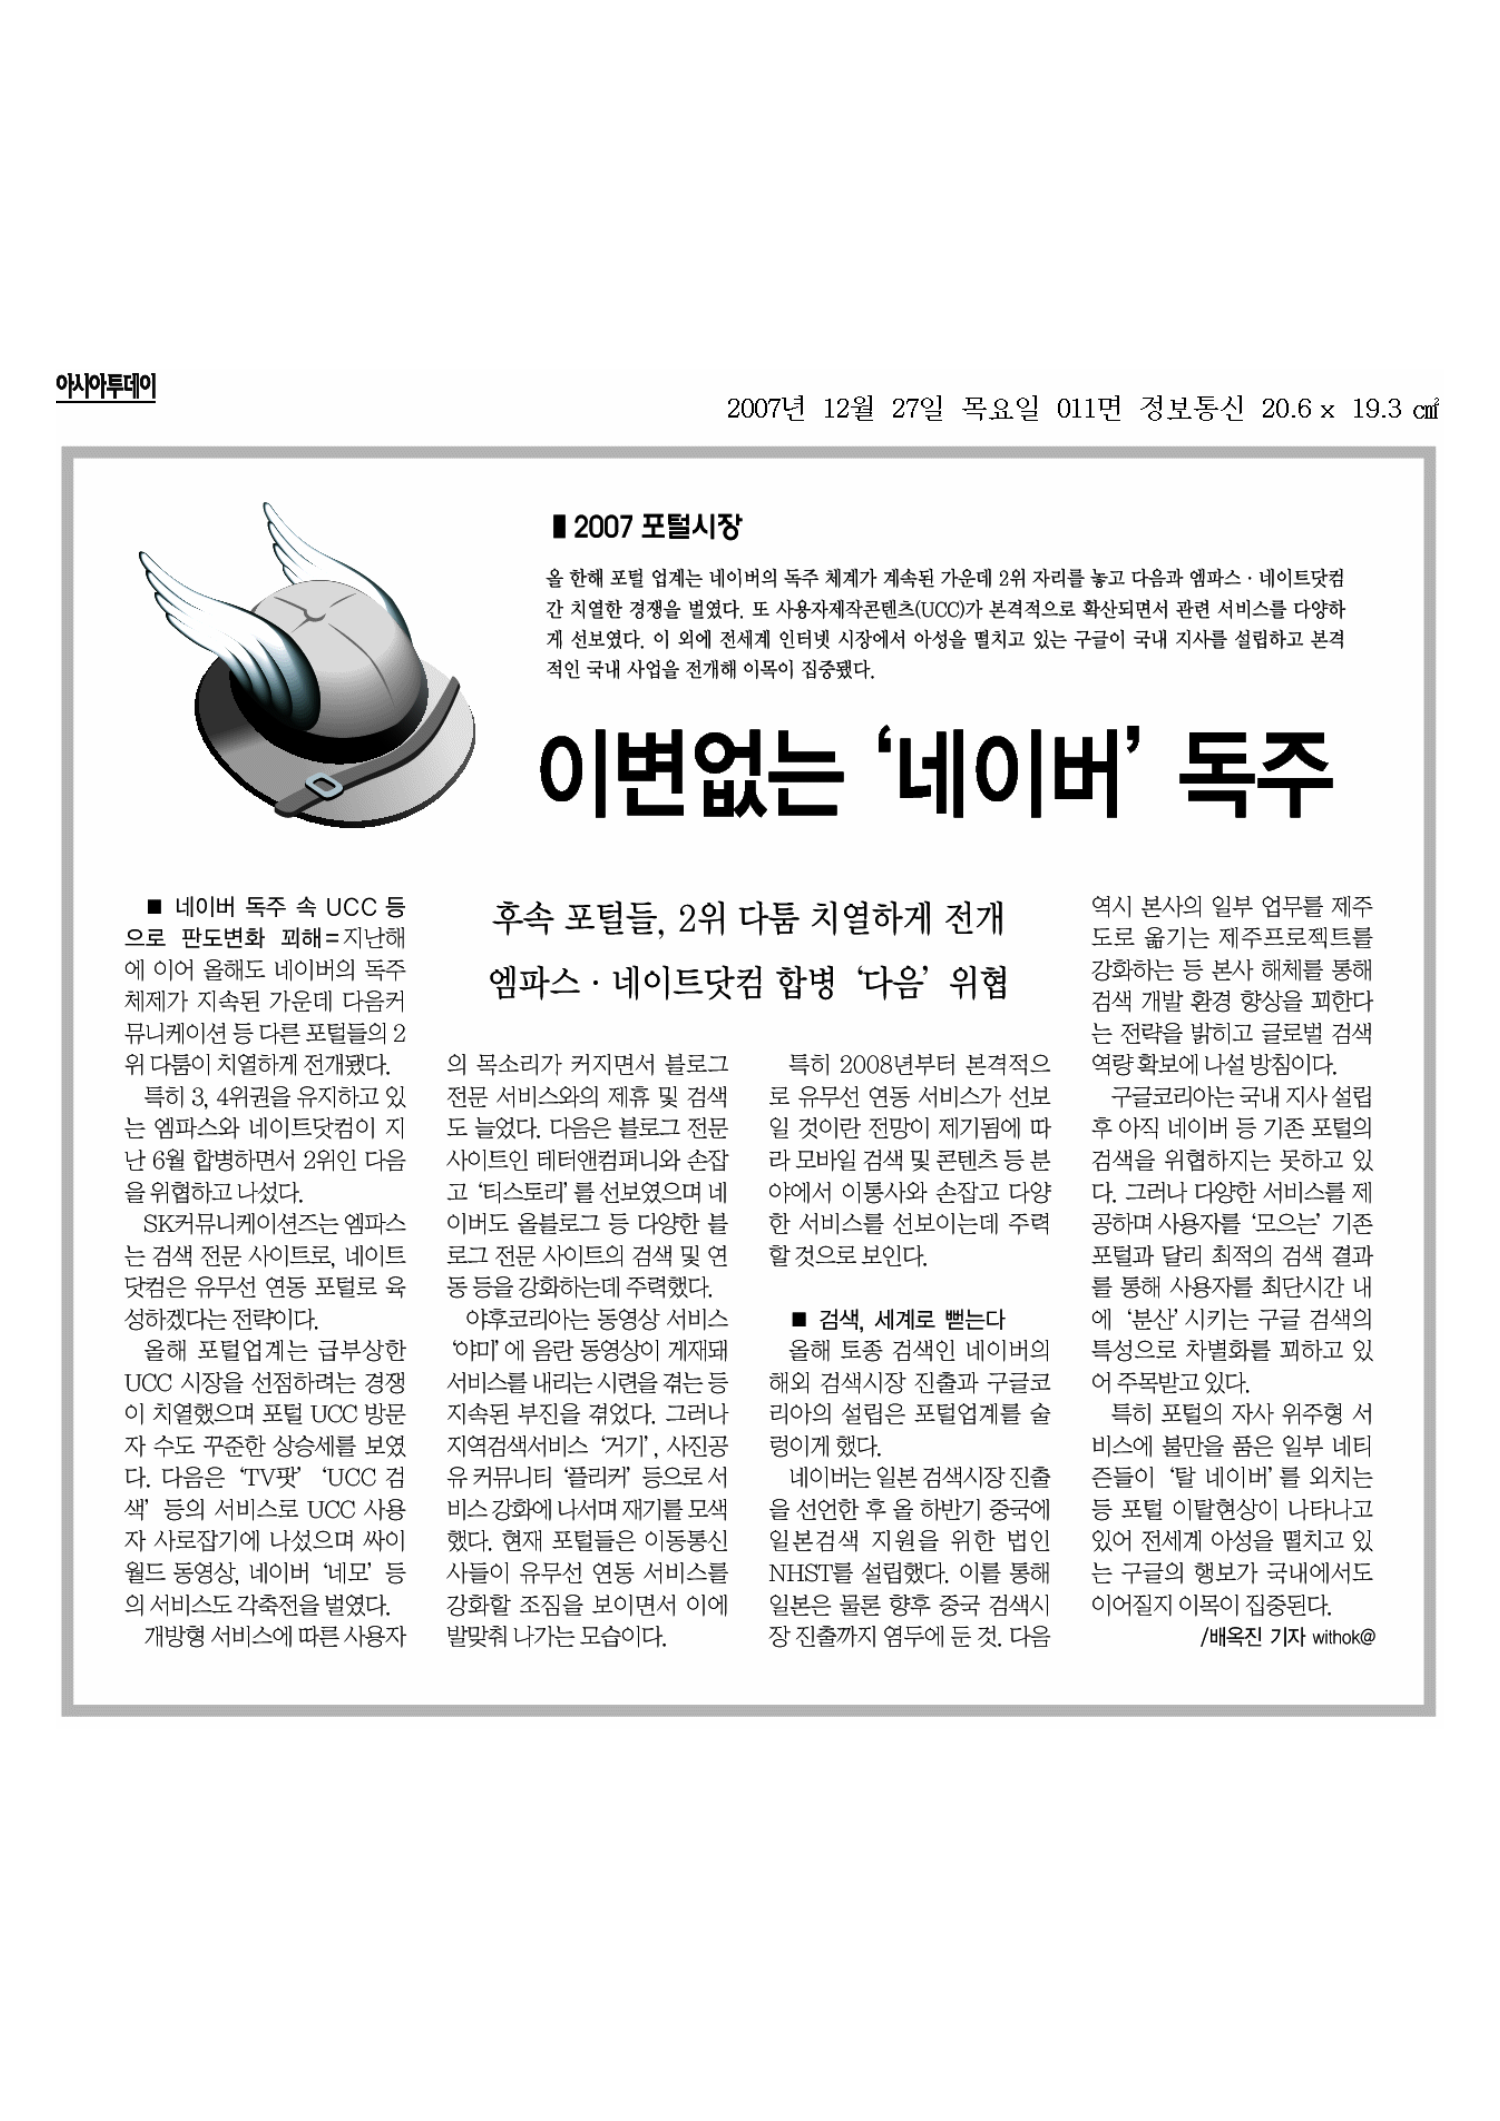 아시아투데이
2007년 12월 27일 목요일 011면 정보통신 20.6 x 19.3 ㎠
▮ 2007 포털시장
올 한해 포털 업계는 네이버의 독주 체계가 계속된 가운데 2위 자리를 놓고 다음과 엠파스·네이트닷컴
간 치열한 경쟁을 벌였다. 또 사용자제작콘텐츠(UCC)가 본격적으로 확산되면서 관련 서비스를 다양하
게 선보였다. 이 외에 전세계 인터넷 시장에서 아성을 떨치고 있는 구글이 국내 지사를 설립하고 본격
적인 국내 사업을 전개해 이목이 집중됐다.
이변없는 ‘네이버’ 독주
후속 포털들, 2위 다툼 치열하게 전개
엠파스·네이트닷컴 합병 ‘다음’ 위협
■ 네이버 독주 속 UCC 등
으로 판도변화 꾀해=지난해
에 이어 올해도 네이버의 독주
체제가 지속된 가운데 다음커
뮤니케이션 등 다른 포털들의 2
위 다툼이 치열하게 전개됐다.
특히 3, 4위권을 유지하고 있
는 엠파스와 네이트닷컴이 지
난 6월 합병하면서 2위인 다음
을 위협하고 나섰다.
SK커뮤니케이션즈는 엠파스
는 검색 전문 사이트로, 네이트
닷컴은 유무선 연동 포털로 육
성하겠다는 전략이다.
올해 포털업계는 급부상한
UCC 시장을 선점하려는 경쟁
이 치열했으며 포털 UCC 방문
자 수도 꾸준한 상승세를 보였
다. 다음은 ‘TV팟’ ‘UCC 검
색’ 등의 서비스로 UCC 사용
자 사로잡기에 나섰으며 싸이
월드 동영상, 네이버 ‘네모’ 등
의 서비스도 각축전을 벌였다.
개방형 서비스에 따른 사용자
의 목소리가 커지면서 블로그
전문 서비스와의 제휴 및 검색
도 늘었다. 다음은 블로그 전문
사이트인 테터앤컴퍼니와 손잡
고 ‘티스토리’를 선보였으며 네
이버도 올블로그 등 다양한 블
로그 전문 사이트의 검색 및 연
동 등을 강화하는데 주력했다.
야후코리아는 동영상 서비스
‘야미’에 음란 동영상이 게재돼
서비스를 내리는 시련을 겪는 등
지속된 부진을 겪었다. 그러나
지역검색서비스 ‘거기’, 사진공
유 커뮤니티 ‘플리커’ 등으로 서
비스 강화에 나서며 재기를 모색
했다. 현재 포털들은 이동통신
사들이 유무선 연동 서비스를
강화할 조짐을 보이면서 이에
발맞춰 나가는 모습이다.
특히 2008년부터 본격적으
로 유무선 연동 서비스가 선보
일 것이란 전망이 제기됨에 따
라 모바일 검색 및 콘텐츠 등 분
야에서 이통사와 손잡고 다양
한 서비스를 선보이는데 주력
할 것으로 보인다.
■ 검색, 세계로 뻗는다
올해 토종 검색인 네이버의
해외 검색시장 진출과 구글코
리아의 설립은 포털업계를 술
렁이게 했다.
네이버는 일본 검색시장 진출
을 선언한 후 올 하반기 중국에
일본검색 지원을 위한 법인
NHST를 설립했다. 이를 통해
일본은 물론 향후 중국 검색시
장 진출까지 염두에 둔 것. 다음
역시 본사의 일부 업무를 제주
도로 옮기는 제주프로젝트를
강화하는 등 본사 해체를 통해
검색 개발 환경 향상을 꾀한다
는 전략을 밝히고 글로벌 검색
역량 확보에 나설 방침이다.
구글코리아는 국내 지사 설립
후 아직 네이버 등 기존 포털의
검색을 위협하지는 못하고 있
다. 그러나 다양한 서비스를 제
공하며 사용자를 ‘모으는’ 기존
포털과 달리 최적의 검색 결과
를 통해 사용자를 최단시간 내
에 ‘분산’시키는 구글 검색의
특성으로 차별화를 꾀하고 있
어 주목받고 있다.
특히 포털의 자사 위주형 서
비스에 불만을 품은 일부 네티
즌들이 ‘탈 네이버’를 외치는
등 포털 이탈현상이 나타나고
있어 전세계 아성을 떨치고 있
는 구글의 행보가 국내에서도
이어질지 이목이 집중된다.
/배옥진 기자 withok@